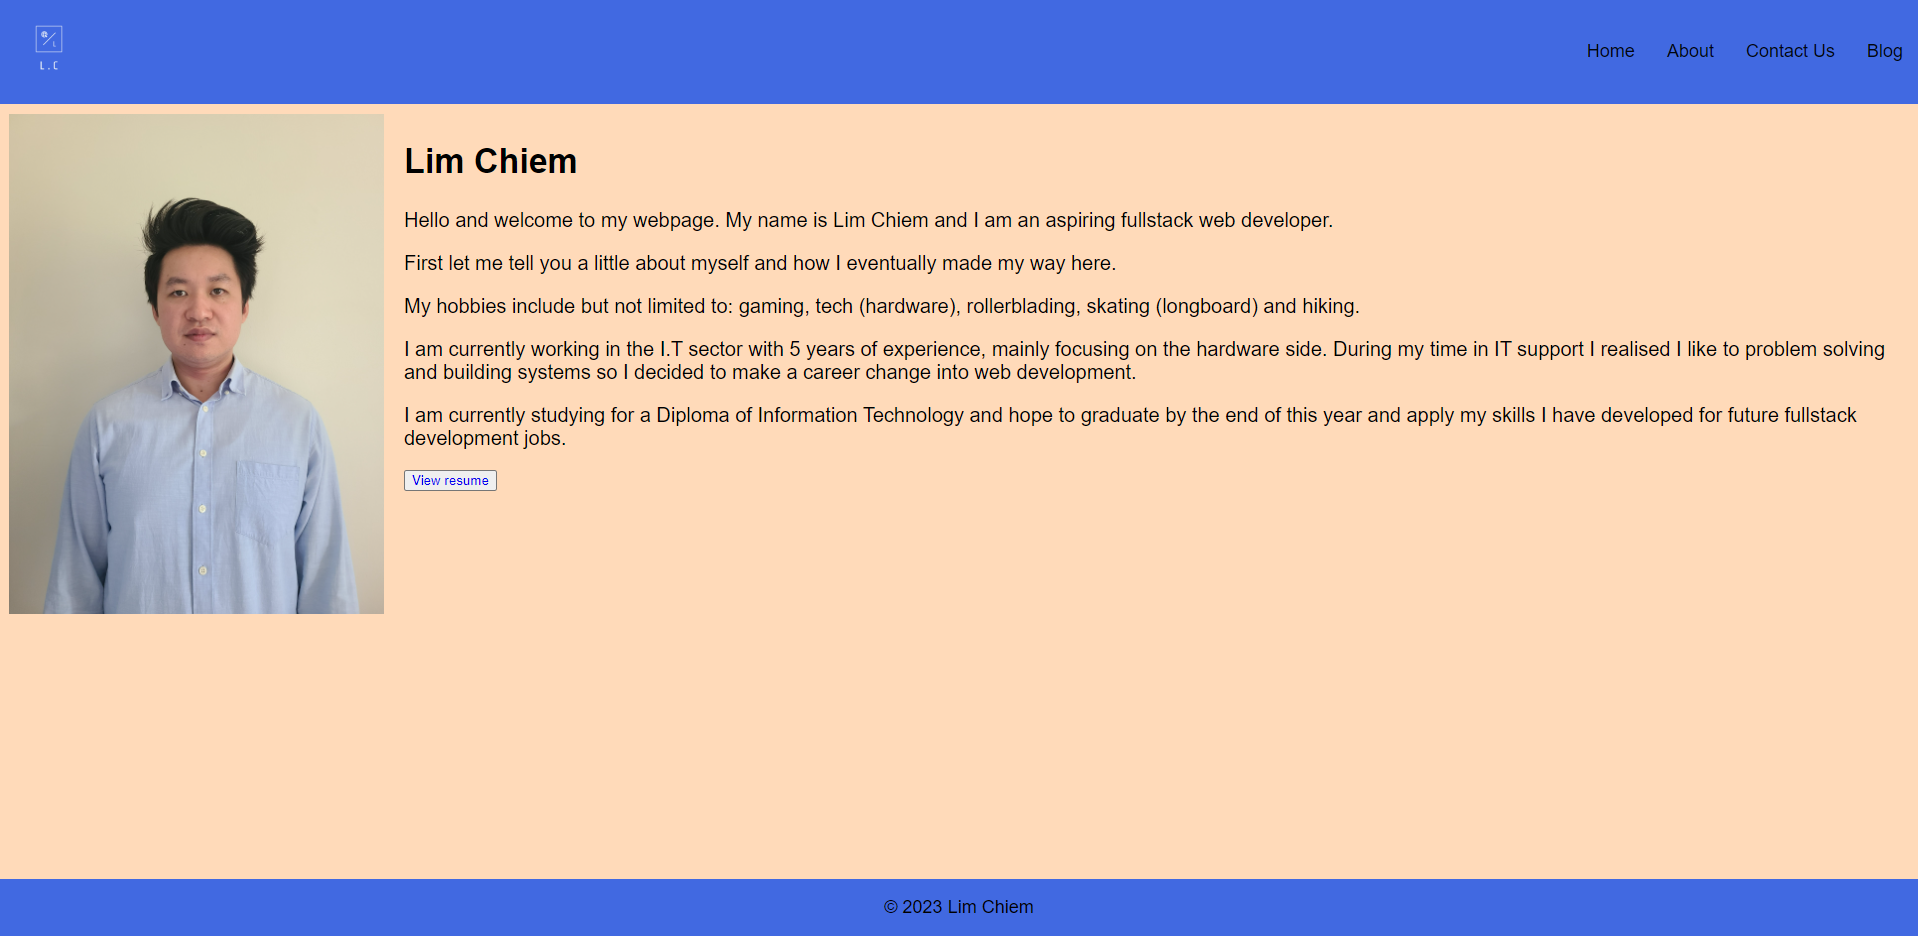 L.C
Home About Contact Us Blog
Lim Chiem
Hello and welcome to my webpage. My name is Lim Chiem and I am an aspiring fullstack web developer.
First let me tell you a little about myself and how I eventually made my way here.
My hobbies include but not limited to: gaming, tech (hardware), rollerblading, skating (longboard) and hiking.
I am currently working in the I.T sector with 5 years of experience, mainly focusing on the hardware side. During my time in IT support I realised I like to problem solving
and building systems so I decided to make a career change into web development.
I am currently studying for a Diploma of Information Technology and hope to graduate by the end of this year and apply my skills I have developed for future fullstack
development jobs.
View resume
© 2023 Lim Chiem